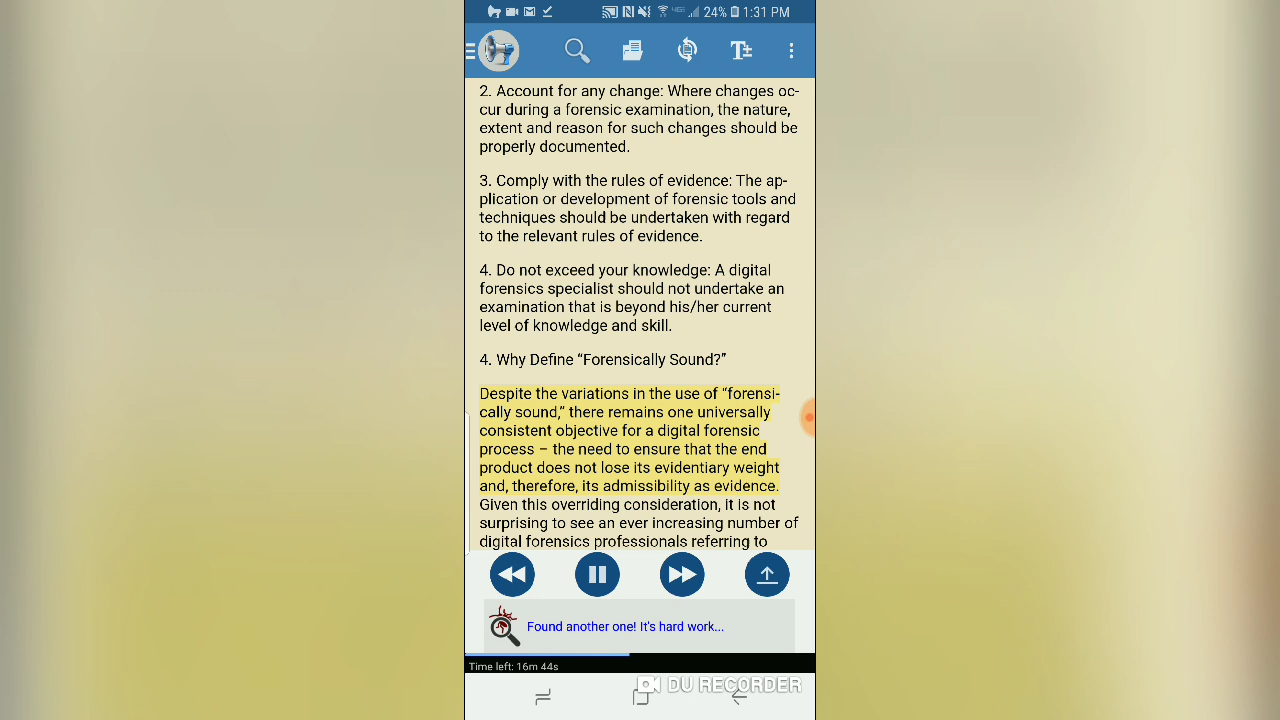 24% 1:31 PM
T±
2. Account for any change: Where changes oc-
cur during a forensic examination, the nature,
extent and reason for such changes should be
properly documented.
3. Comply with the rules of evidence: The ap-
plication or development of forensic tools and
techniques should be undertaken with regard
to the relevant rules of evidence.
4. Do not exceed your knowledge: A digital
forensics specialist should not undertake an
examination that is beyond his/her current
level of knowledge and skill.
4. Why Define “Forensically Sound?”
Despite the variations in the use of “forensi-
cally sound,” there remains one universally
consistent objective for a digital forensic
process – the need to ensure that the end
product does not lose its evidentiary weight
and, therefore, its admissibility as evidence.
Given this overriding consideration, it is not
surprising to see an ever increasing number of
digital forensics professionals referring to
Found another one! It's hard work...
Time left: 16m 44s
DU RECORDER